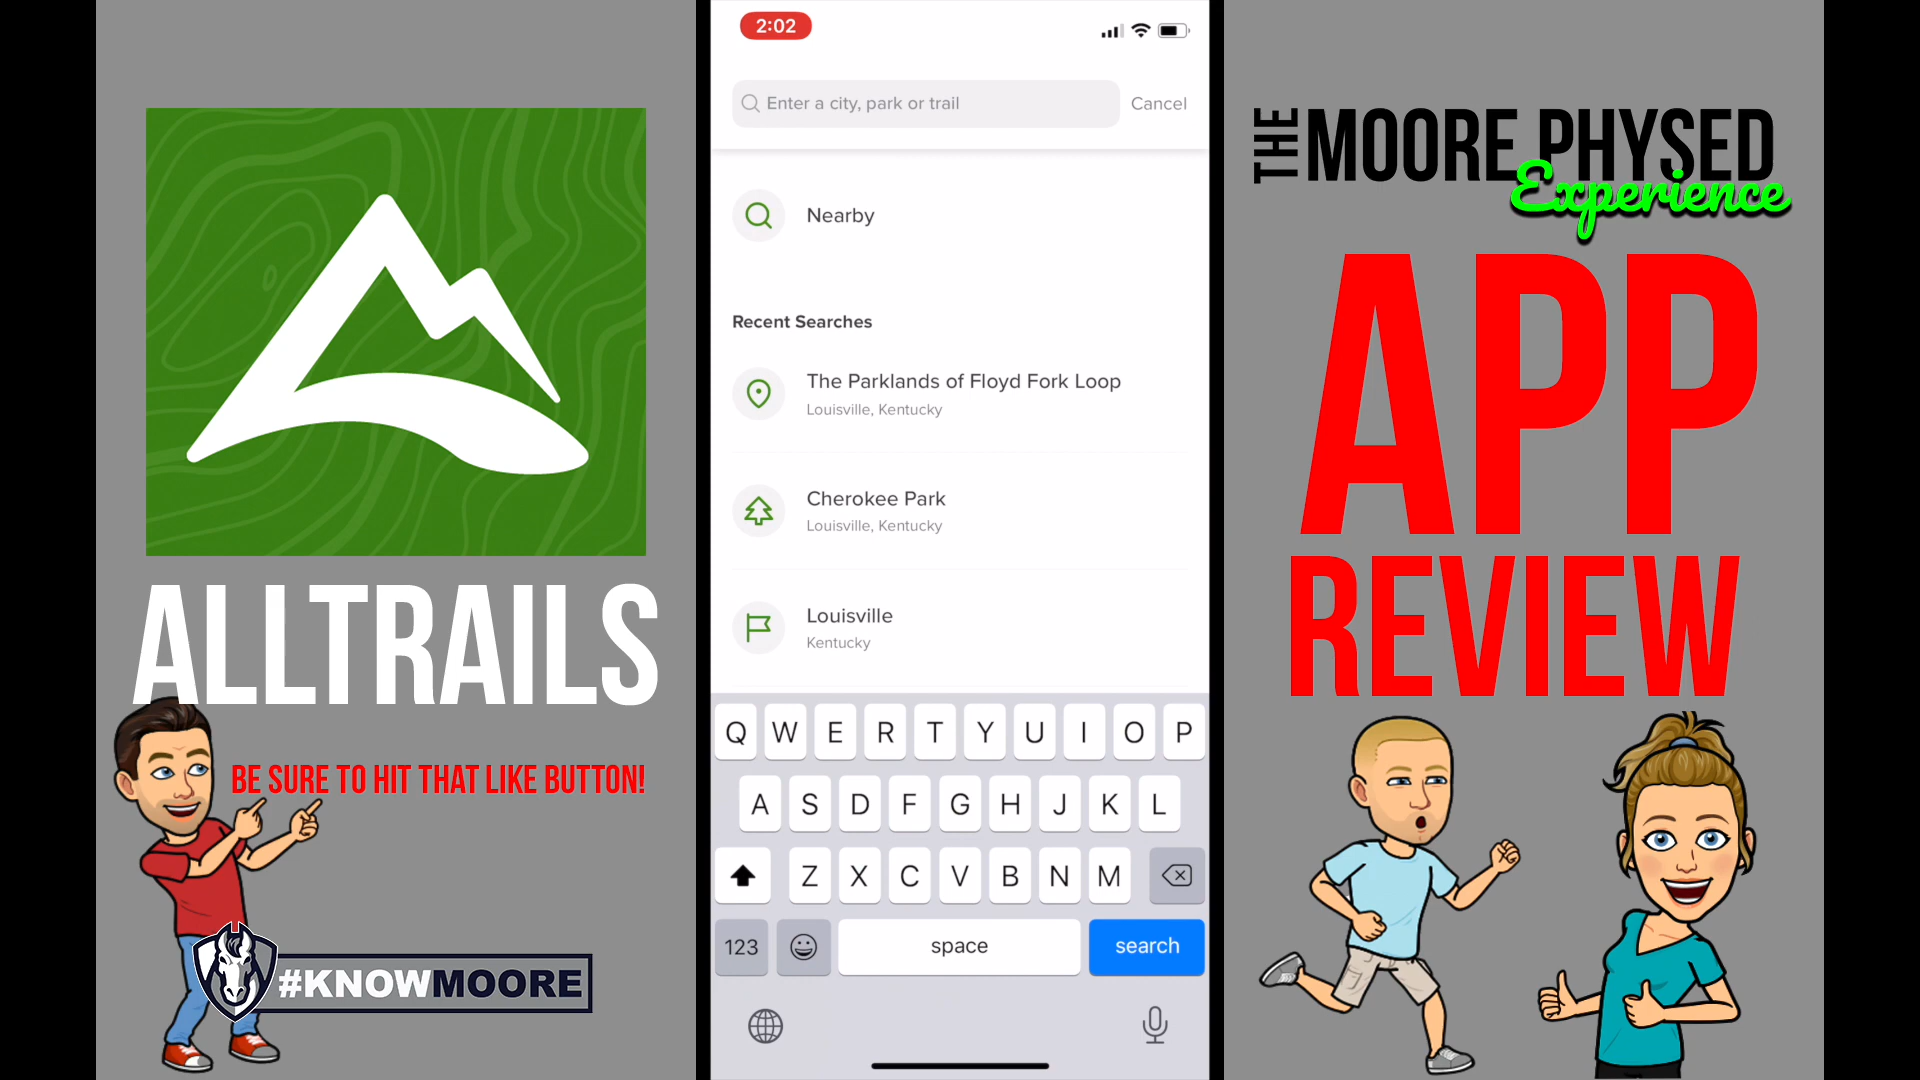 ALLTRAILS
BE SURE TO HIT THAT LIKE BUTTON!
#KNOWMOORE
2:02
Enter a city, park or trail
Cancel
Nearby
Recent Searches
The Parklands of Floyd Fork Loop
Louisville, Kentucky
Cherokee Park
Louisville, Kentucky
Louisville
Kentucky
Q W E R T Y U I O P
A S D F G H J K L
Z X C V B N M
123 space search
THE MOORE PHYSED
Experience
APP
REVIEW